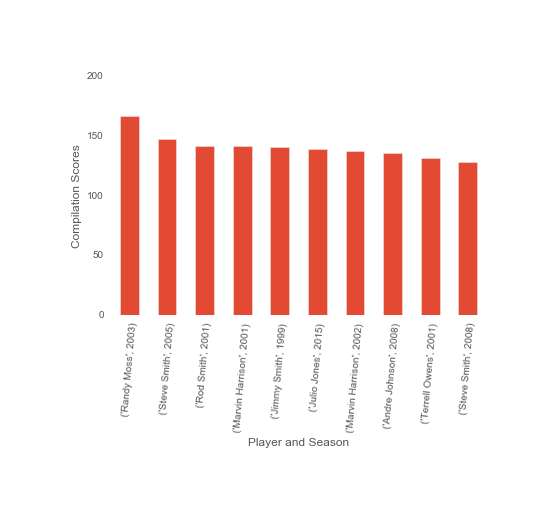 200
150
100
50
0
Compilation Scores
('Randy Moss', 2003)
('Steve Smith', 2005)
('Rod Smith', 2001)
('Marvin Harrison', 2001)
('Jimmy Smith', 1999)
('Julio Jones', 2015)
('Marvin Harrison', 2002)
('Andre Johnson', 2008)
('Terrell Owens', 2001)
('Steve Smith', 2008)
Player and Season